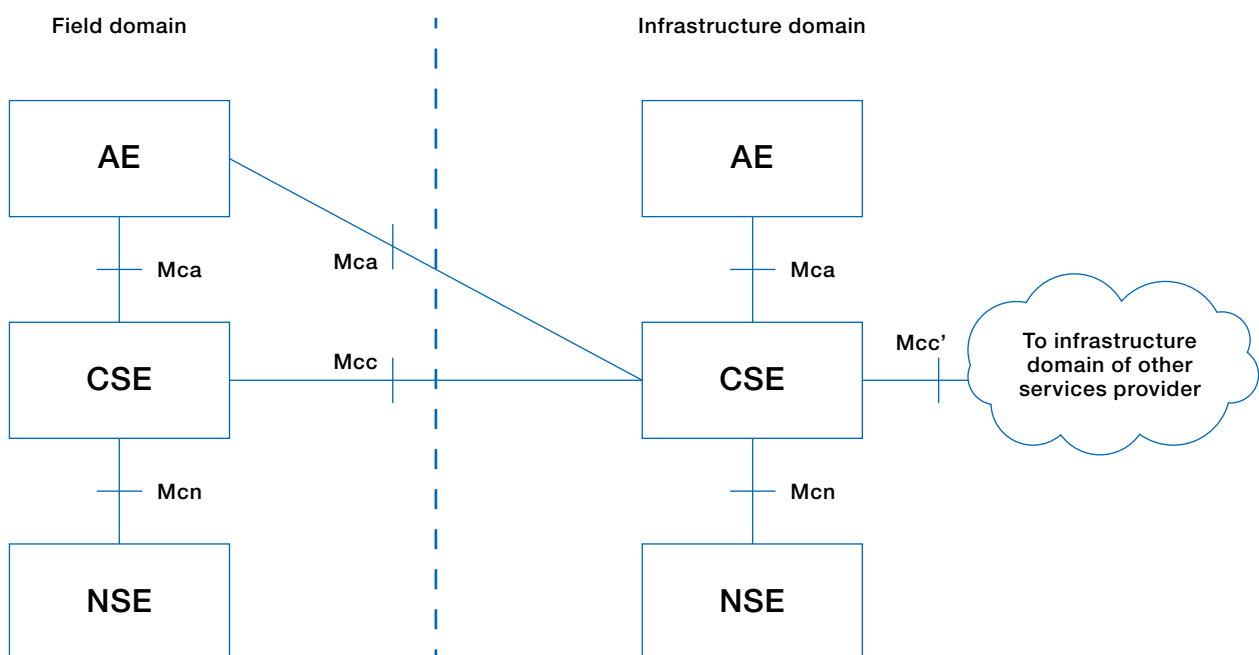 Field domain
Infrastructure domain
AE
AE
Mca
Mca
Mca
CSE
Mcc
CSE
Mcc’
To infrastructure
domain of other
services provider
Mcn
Mcn
NSE
NSE